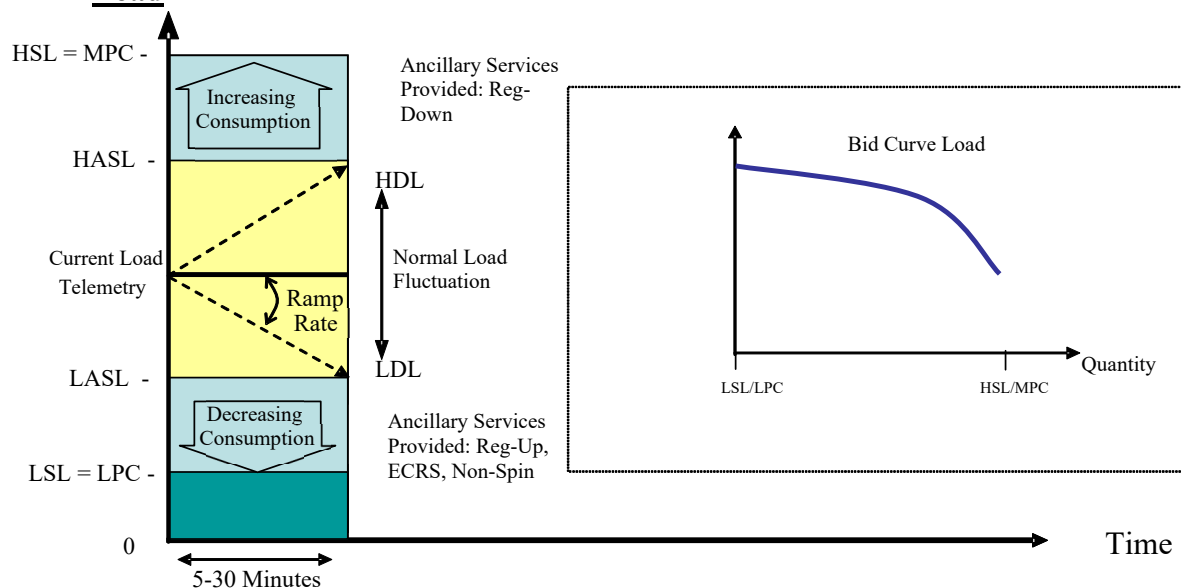 HSL = MPC -
HASL -
Current Load
Telemetry
LASL -
LSL = LPC -
0
Increasing
Consumption
Ramp
Rate
Decreasing
Consumption
5-30 Minutes
Ancillary Services
Provided: Reg-
Down
HDL
Normal Load
Fluctuation
LDL
Ancillary Services
Provided: Reg-Up,
ECRS, Non-Spin
Bid Curve Load
Quantity
LSL/LPC
HSL/MPC
Time